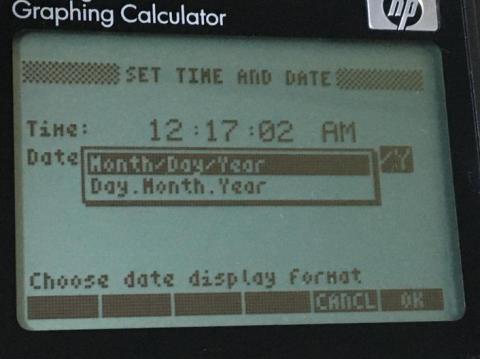 Graphing Calculator
hp
SET TIME AND DATE
Time: 12:17:02 AM
Date /Y
Month/Day/Year
Day.Month.Year
Choose date display format
CANCL OK